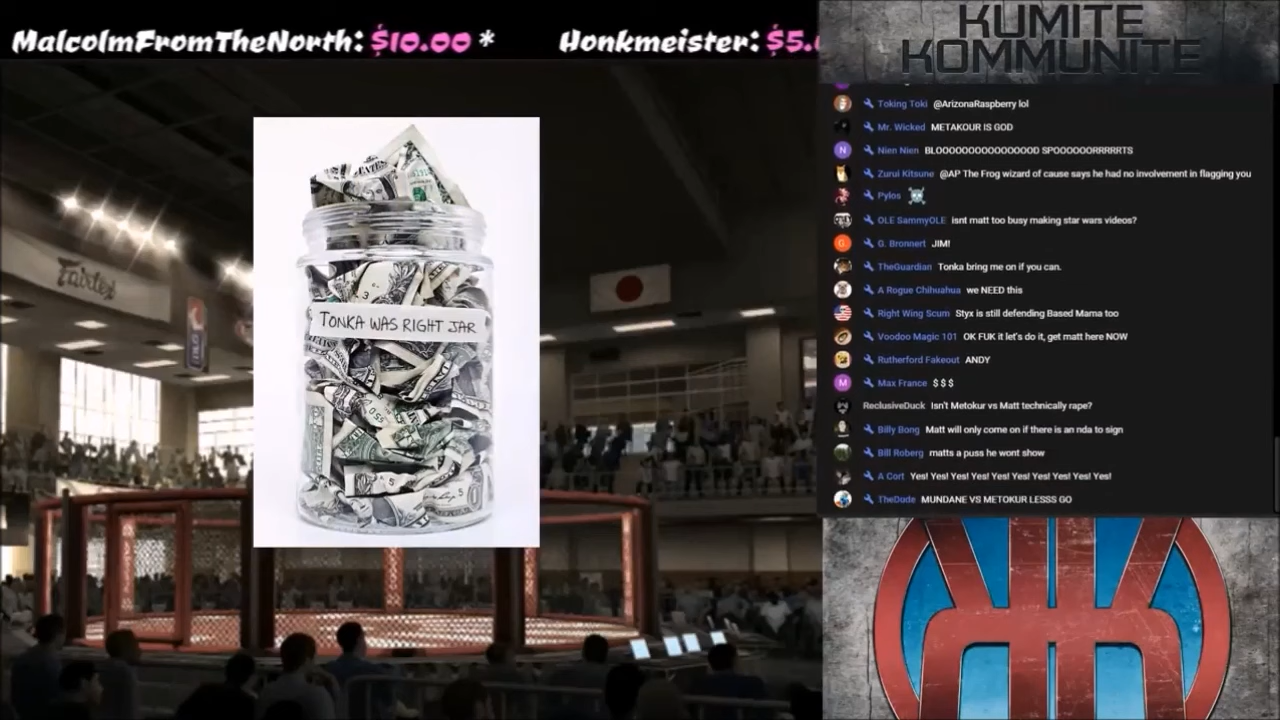 MalcolmFromTheNorth: $10.00 *
Honkmeister: $5.
KUMITE
KOMMUNITE
Toking Toki @ArizonaRaspberry lol
Mr. Wicked METAKOUR IS GOD
Nien Nien BLOOOOOOOOOOOOOOOD SPOOOOOORRRRRTS
Zurui Kitsune @AP The Frog wizard of cause says he had no involvement in flagging you
Pylos
OLE SammyOLE isnt matt too busy making star wars videos?
G. Bronnert JIM!
TheGuardian Tonka bring me on if you can.
A Rogue Chihuahua we NEED this
Right Wing Scum Styx is still defending Based Mama too
Voodoo Magic 101 OK FUK it let's do it, get matt here NOW
Rutherford Fakeout ANDY
Max France $ $ $
ReclusiveDuck Isn't Metokur vs Matt technically rape?
Billy Bong Matt will only come on if there is an nda to sign
Bill Roberg matts a puss he wont show
A Cort Yes! Yes! Yes! Yes! Yes! Yes! Yes! Yes! Yes!
TheDude MUNDANE VS METOKUR LESSS GO
Fairtex
TONKA WAS RIGHT JAR